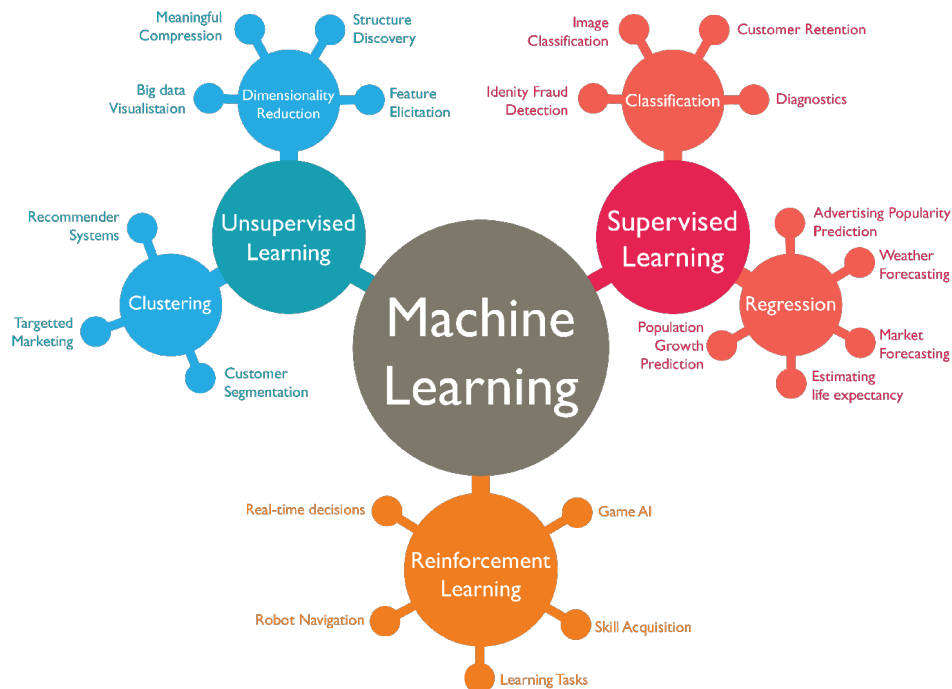 Meaningful
Compression
Structure
Discovery
Big data
Visualistaion
Dimensionality
Reduction
Feature
Elicitation
Image
Classification
Customer Retention
Idenity Fraud
Detection
Classification
Diagnostics
Unsupervised
Learning
Supervised
Learning
Recommender
Systems
Clustering
Targetted
Marketing
Customer
Segmentation
Machine
Learning
Advertising Popularity
Prediction
Weather
Forecasting
Regression
Population
Growth
Prediction
Market
Forecasting
Estimating
life expectancy
Real-time decisions
Game AI
Reinforcement
Learning
Robot Navigation
Skill Acquisition
Learning Tasks